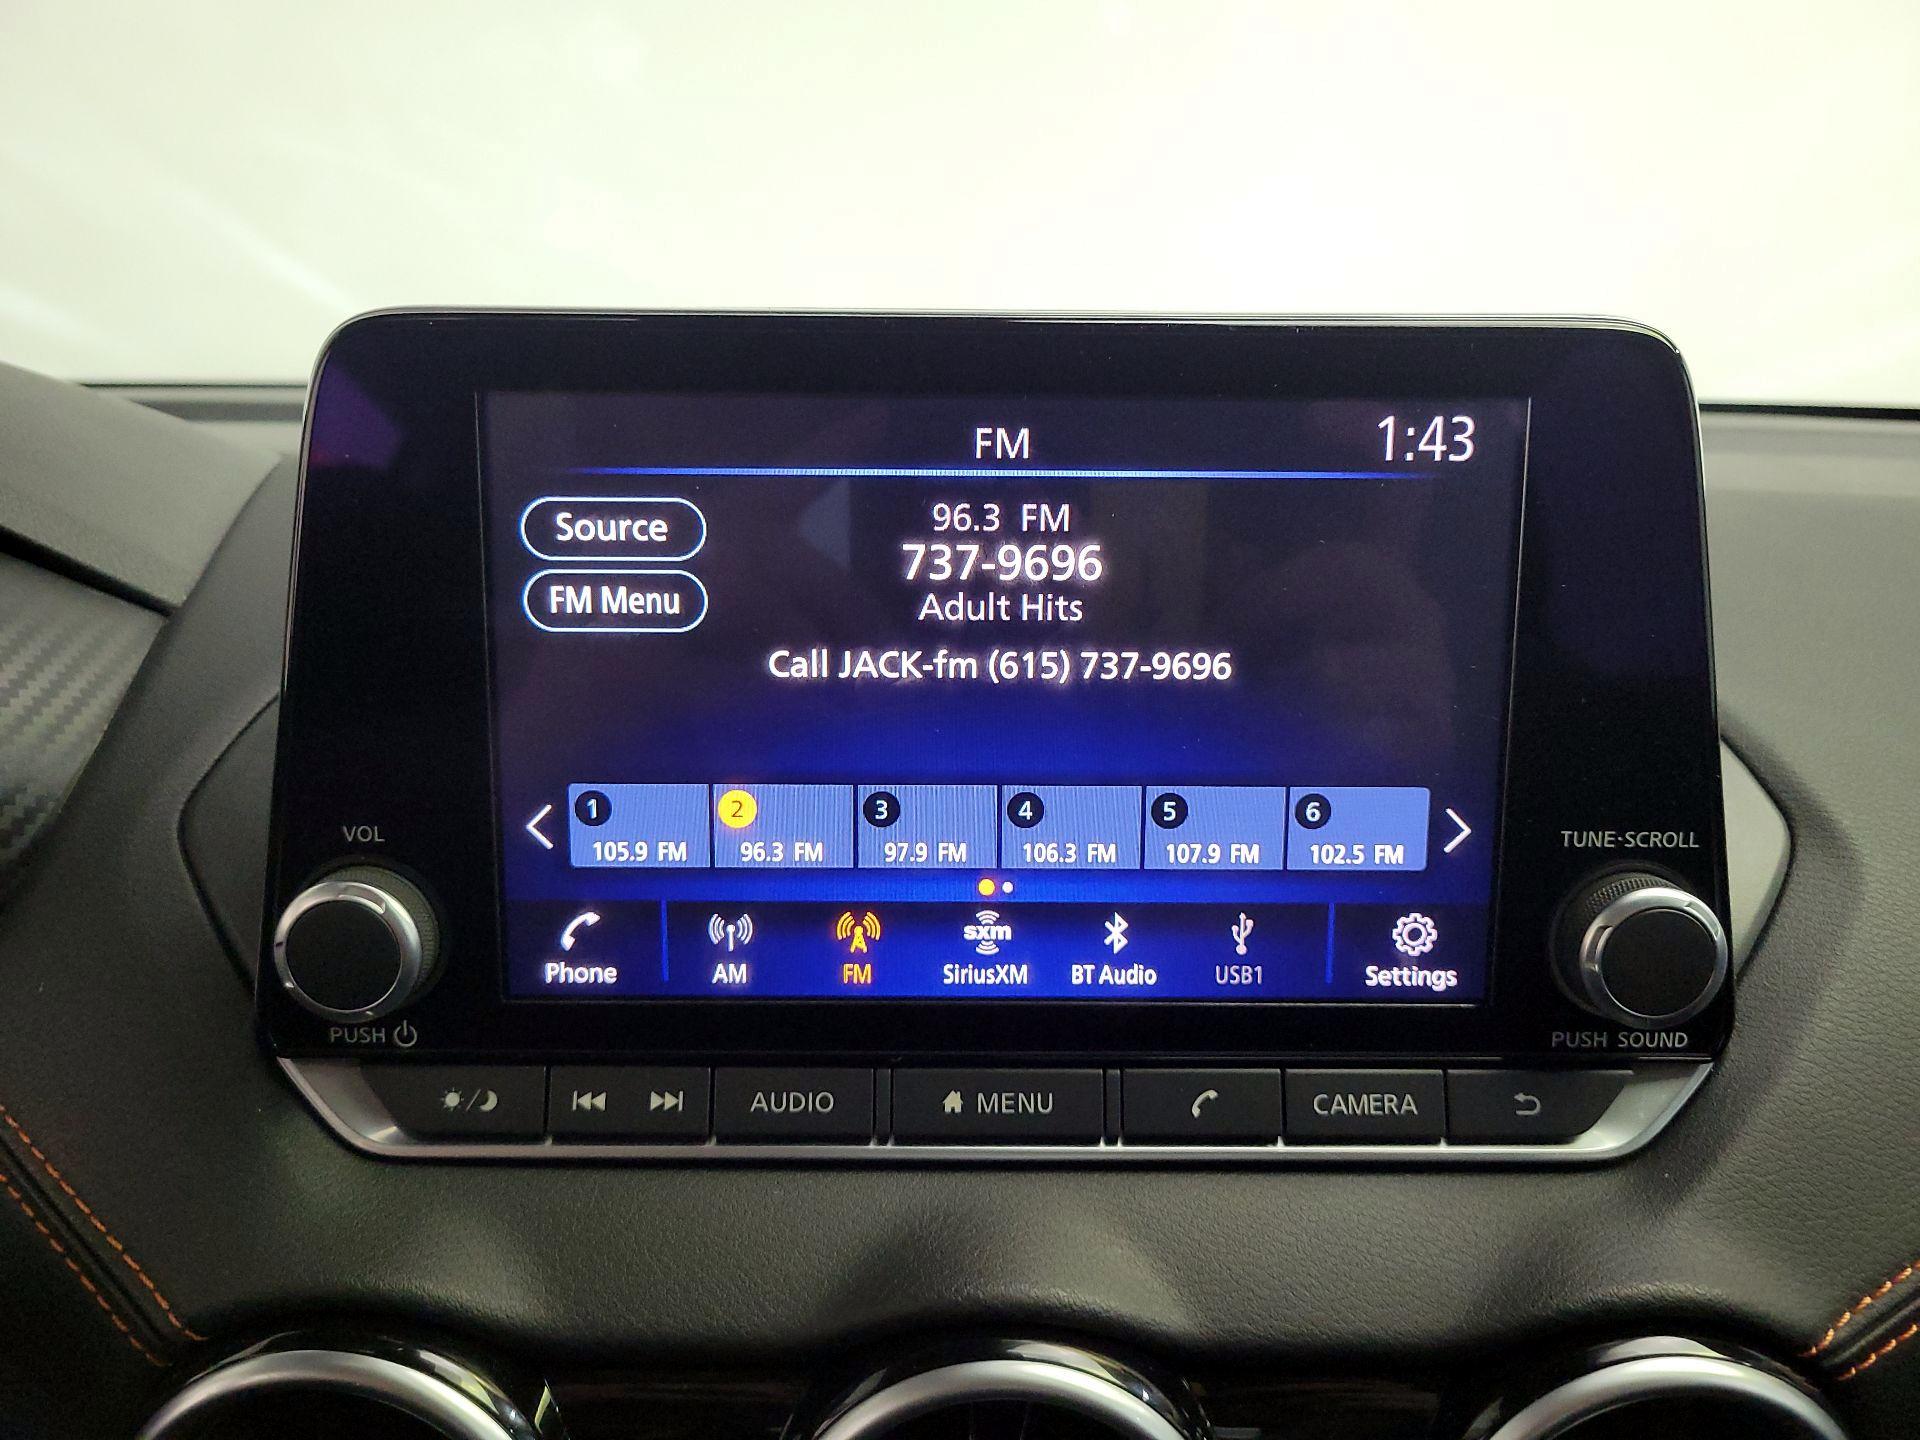 FM
1:43
Source
96.3 FM
737-9696
FM Menu
Adult Hits
Call JACK-fm (615) 737-9696
1
2
3
4
5
6
105.9 FM
96.3 FM
97.9 FM
106.3 FM
107.9 FM
102.5 FM
VOL
TUNE·SCROLL
sxm
Phone
AM
FM
SiriusXM
BT Audio
USB1
Settings
PUSH
PUSH SOUND
AUDIO
MENU
CAMERA